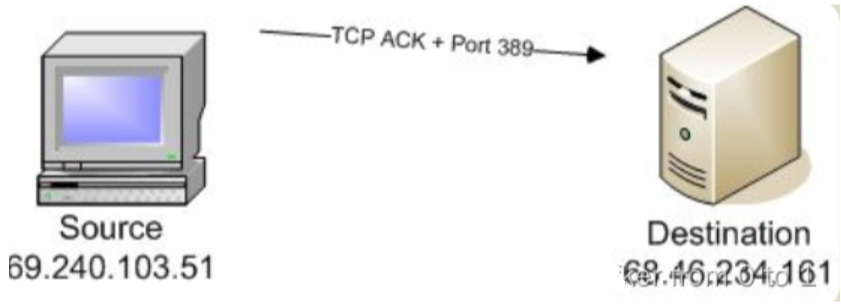 TCP ACK + Port 389
Source
69.240.103.51
Destination
68.46.234.161